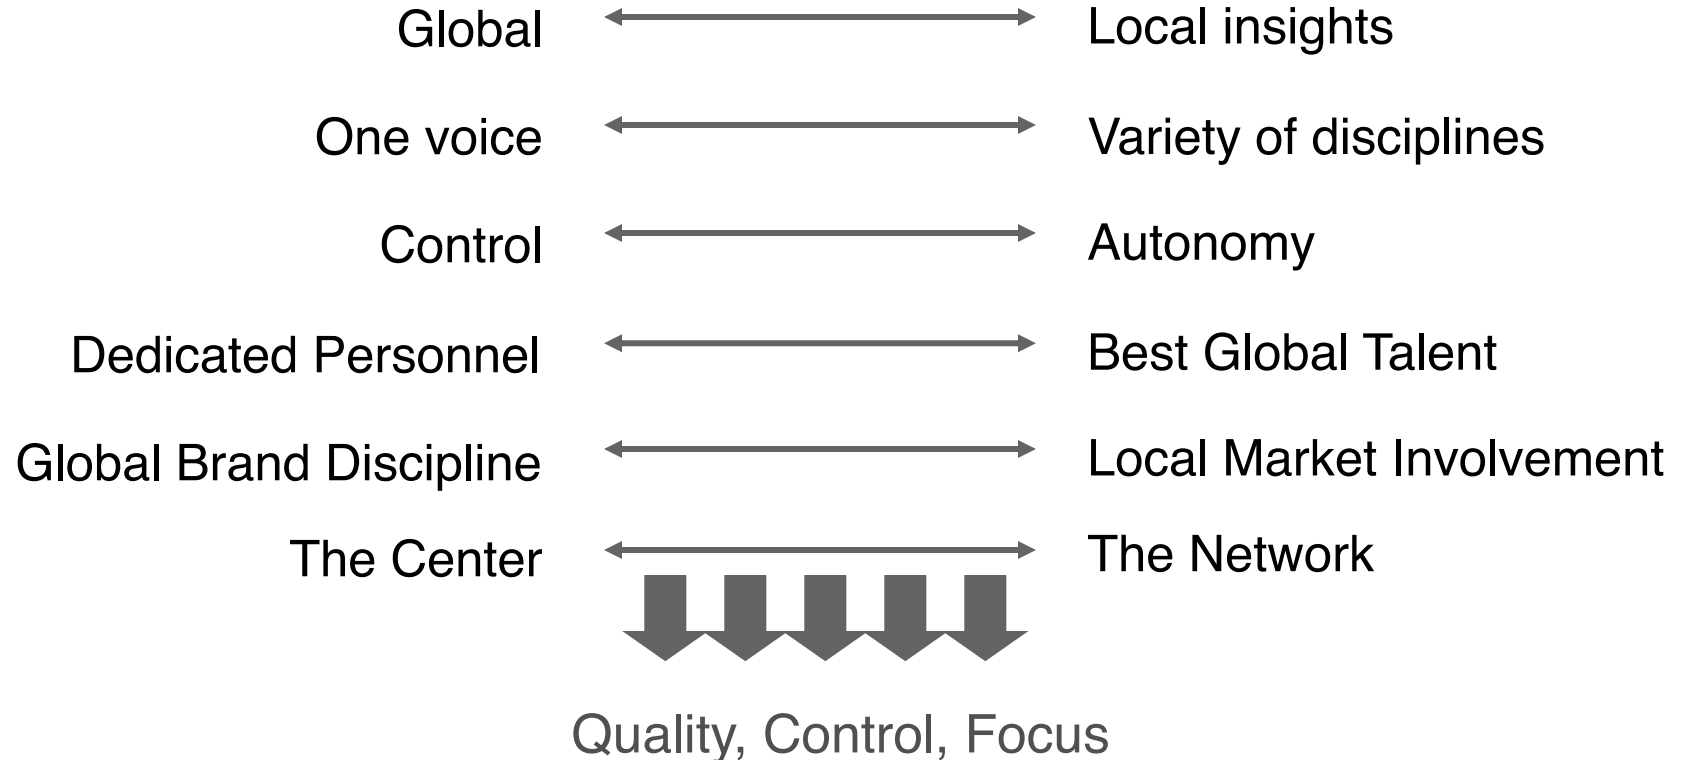 Global Local insights
One voice Variety of disciplines
Control Autonomy
Dedicated Personnel Best Global Talent
Global Brand Discipline Local Market Involvement
The Center The Network
Quality, Control, Focus